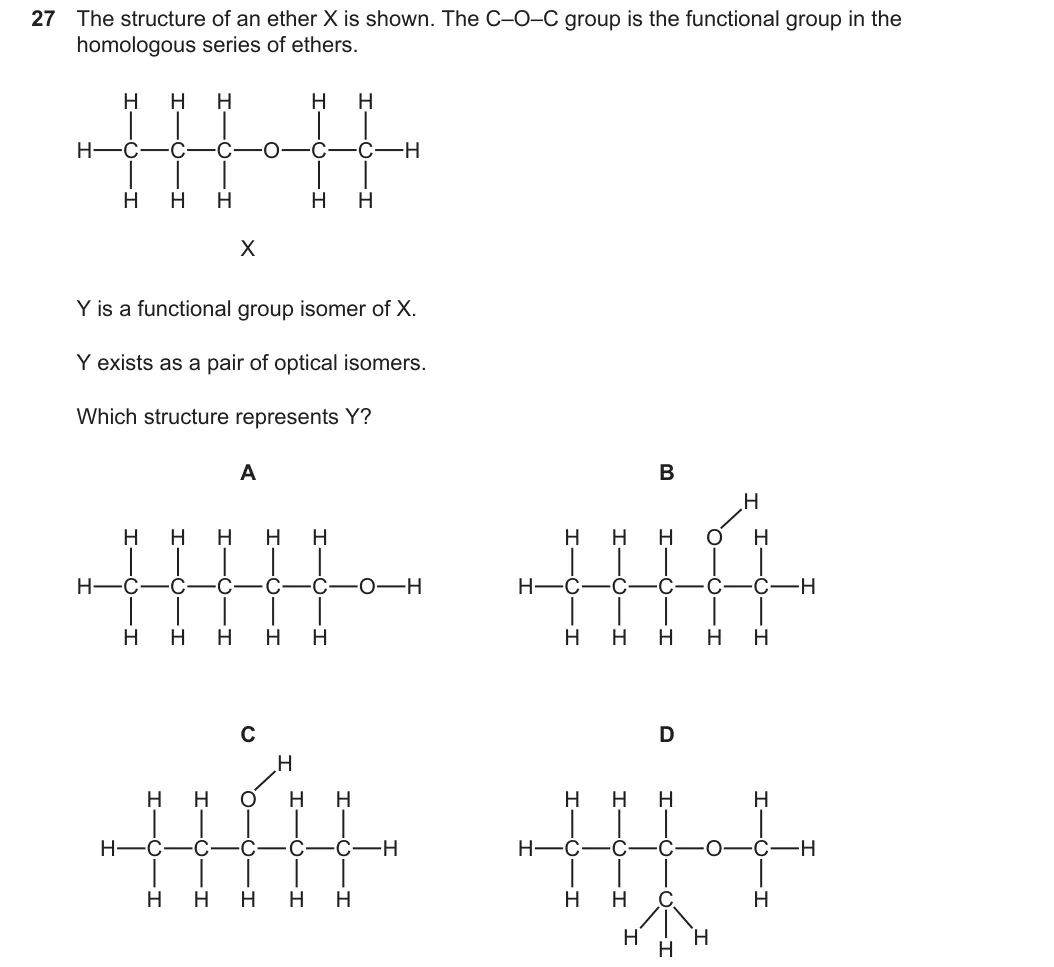 27 The structure of an ether X is shown. The C–O–C group is the functional group in the
homologous series of ethers.
H H H H H
H C C C O C C H
H H H H H
X
Y is a functional group isomer of X.
Y exists as a pair of optical isomers.
Which structure represents Y?
A B
H
H H H H H H H H O H
H C C C C C O H H C C C C C H
H H H H H H H H H H
C D
H
H H O H H H H H H
H C C C C C H H C C C O C H
H H H H H H H C H
H H
H